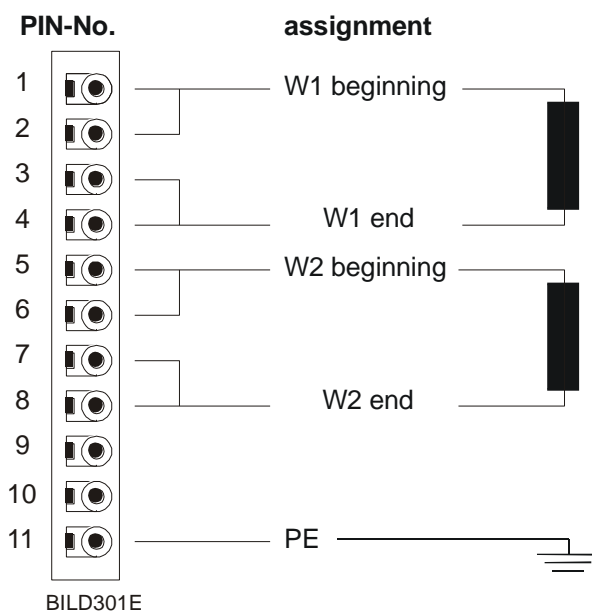 PIN-No. assignment
1 W1 beginning
2
3
4 W1 end
5 W2 beginning
6
7
8 W2 end
9
10
11 PE
BILD301E